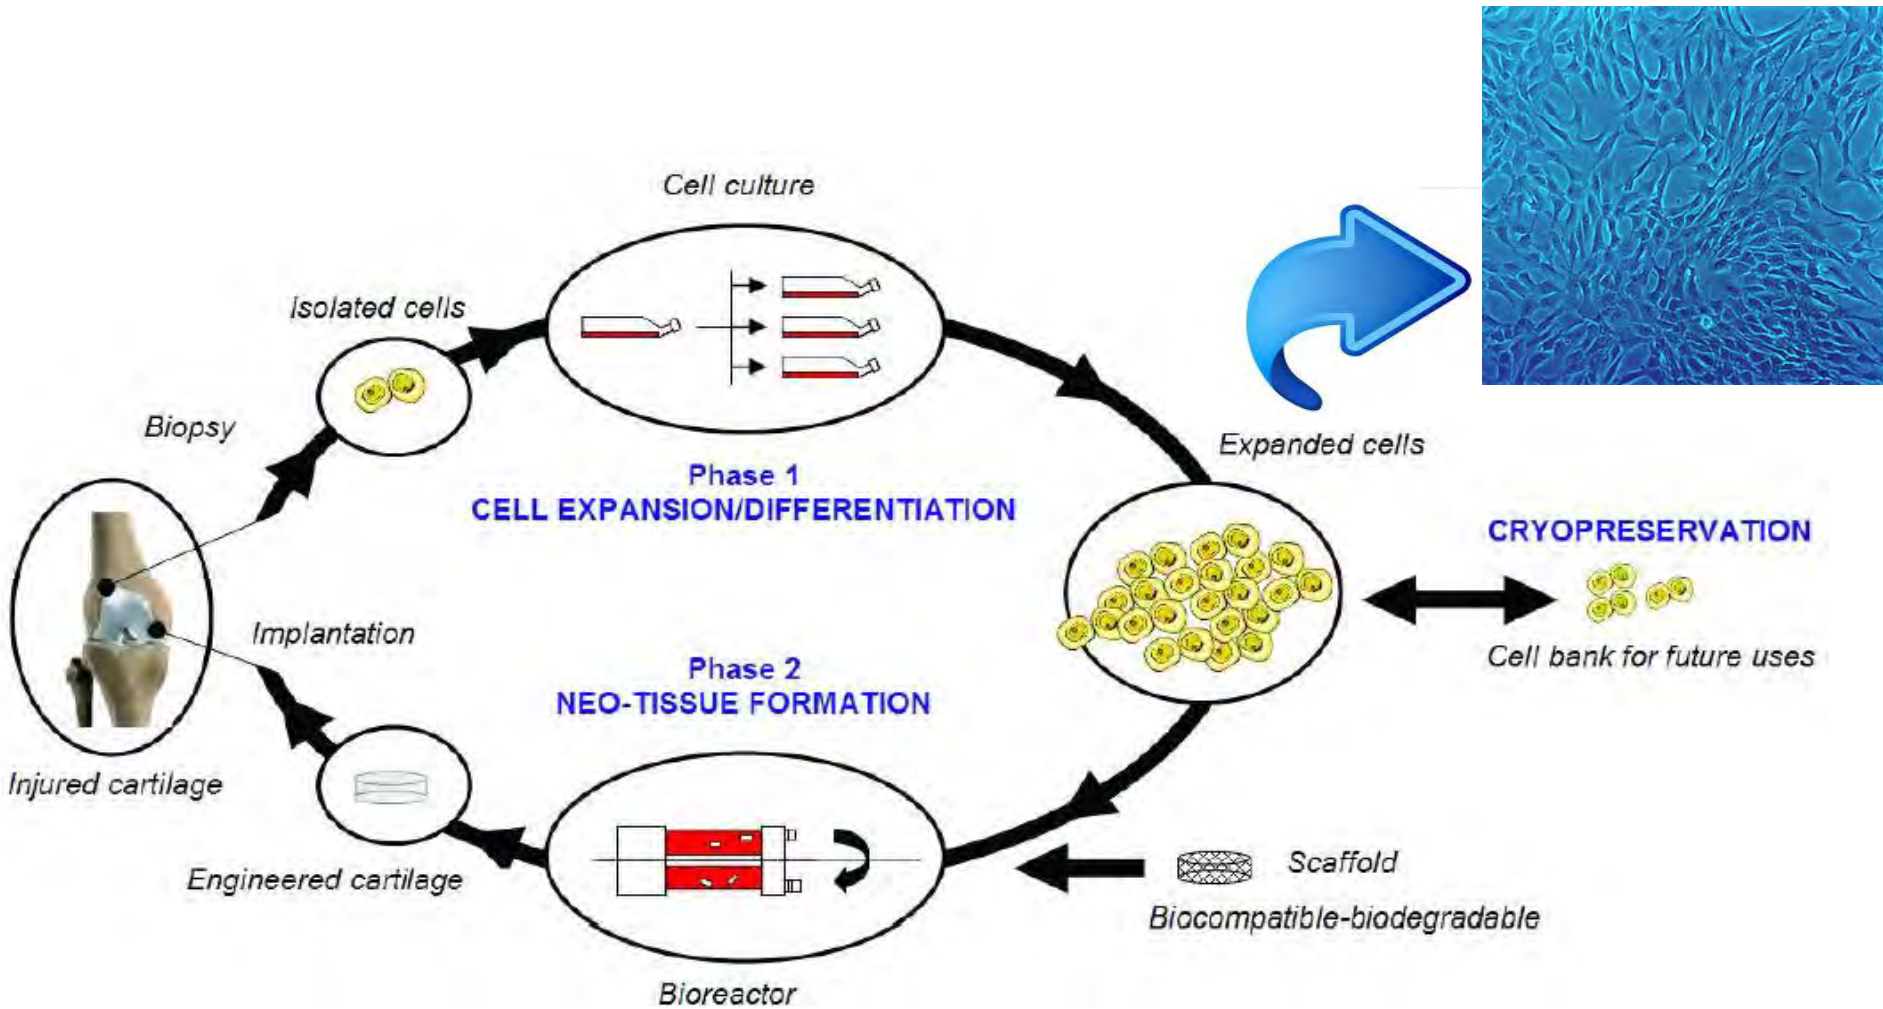 Cell culture
Isolated cells
Biopsy
Expanded cells
Phase 1
CELL EXPANSION/DIFFERENTIATION
CRYOPRESERVATION
Implantation
Cell bank for future uses
Phase 2
NEO-TISSUE FORMATION
Injured cartilage
Engineered cartilage
Scaffold
Biocompatible-biodegradable
Bioreactor